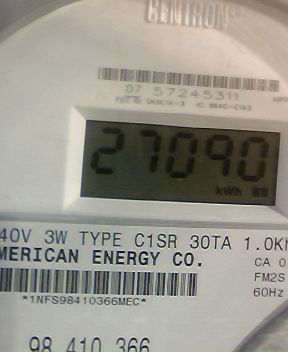 CENTRON®
07 57245311
27090
kWh
40V 3W TYPE C1SR 30TA 1.0Kh
MERICAN ENERGY CO.
CA 0
FM2S
60Hz
*1NFS98410366MEC*
98 410 366